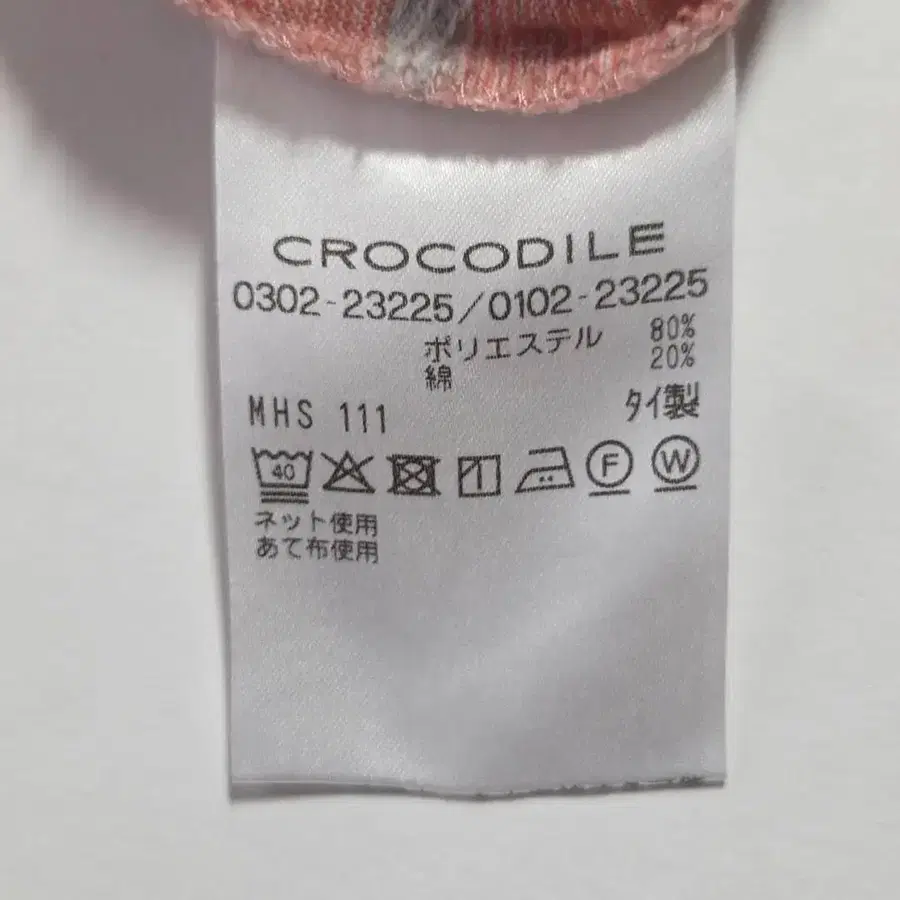 CROCODILE
0302-23225/0102-23225
ポリエステル 80%
綿 20%
MHS 111 タイ製
40 F W
ネット使用
あて布使用